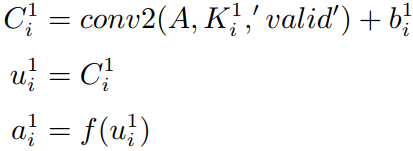 C_i^1 = conv2(A, K_i^1,' valid') + b_i^1
u_i^1 = C_i^1
a_i^1 = f(u_i^1)